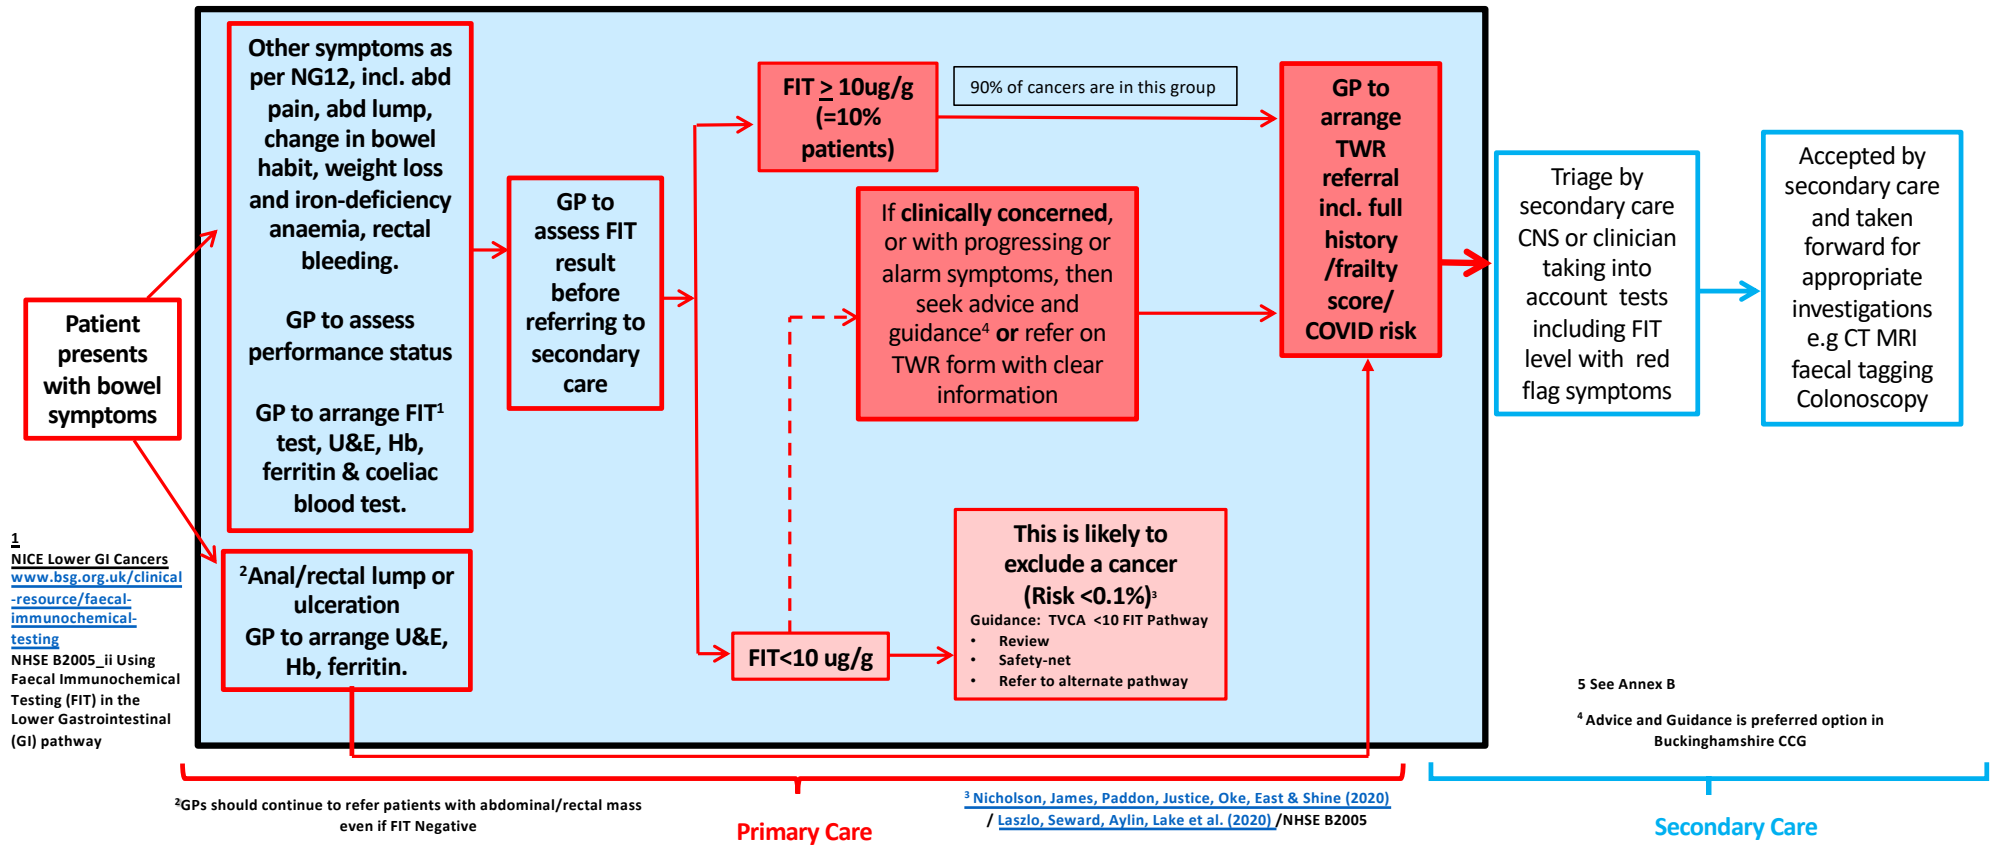 Patient
presents
with bowel
symptoms
Other symptoms as
per NG12, incl. abd
pain, abd lump,
change in bowel
habit, weight loss
and iron-deficiency
anaemia, rectal
bleeding.
GP to assess
performance status
GP to arrange FIT¹
test, U&E, Hb,
ferritin & coeliac
blood test.
²Anal/rectal lump or
ulceration
GP to arrange U&E,
Hb, ferritin.
GP to
assess FIT
result
before
referring to
secondary
care
FIT ≥ 10ug/g
(=10%
patients)
90% of cancers are in this group
If clinically concerned,
or with progressing or
alarm symptoms, then
seek advice and
guidance⁴ or refer on
TWR form with clear
information
FIT<10 ug/g
This is likely to
exclude a cancer
(Risk <0.1%)³
Guidance: TVCA <10 FIT Pathway
• Review
• Safety-net
• Refer to alternate pathway
GP to
arrange
TWR
referral
incl. full
history
/frailty
score/
COVID risk
Triage by
secondary care
CNS or clinician
taking into
account tests
including FIT
level with red
flag symptoms
Accepted by
secondary care
and taken
forward for
appropriate
investigations
e.g CT MRI
faecal tagging
Colonoscopy
1
NICE Lower GI Cancers
www.bsg.org.uk/clinical
-resource/faecal-
immunochemical-
testing
NHSE B2005_ii Using
Faecal Immunochemical
Testing (FIT) in the
Lower Gastrointestinal
(GI) pathway
5 See Annex B
⁴ Advice and Guidance is preferred option in
Buckinghamshire CCG
²GPs should continue to refer patients with abdominal/rectal mass
even if FIT Negative
Primary Care
³ Nicholson, James, Paddon, Justice, Oke, East & Shine (2020)
/ Laszlo, Seward, Aylin, Lake et al. (2020) /NHSE B2005
Secondary Care